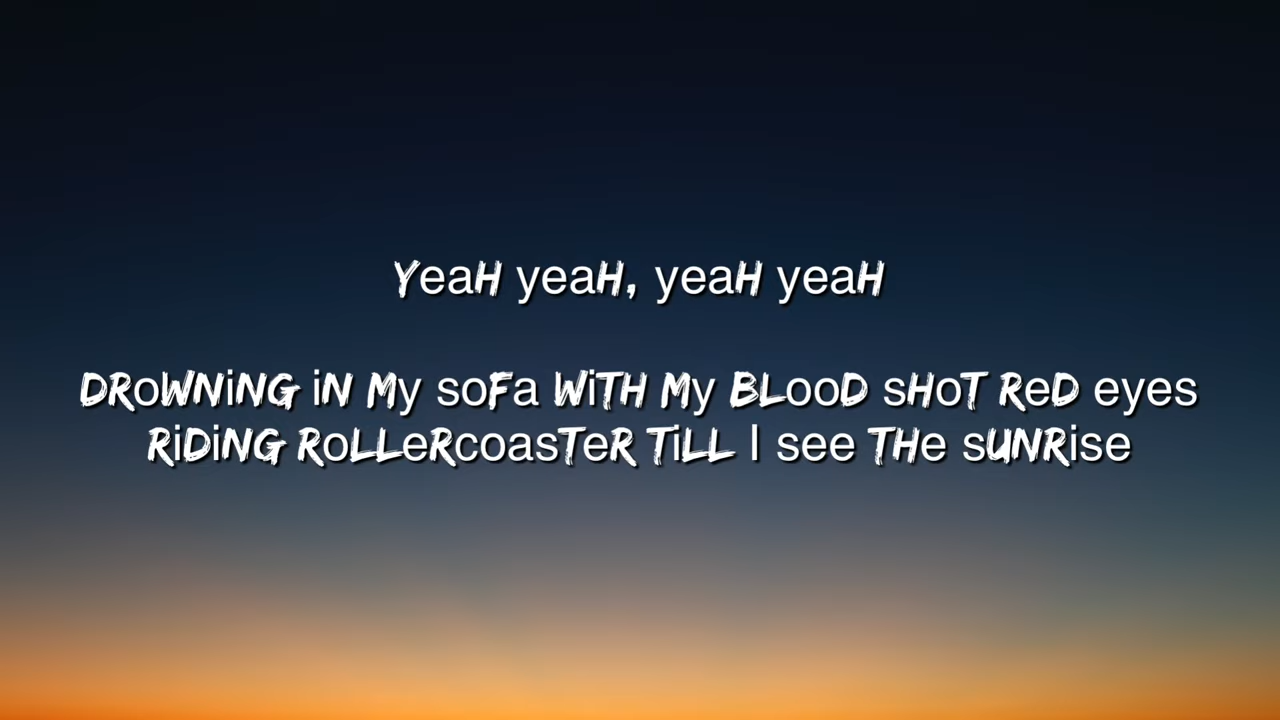 Yeah yeah, yeah yeah
Drowning in my sofa with my blood shot red eyes
Riding rollercoaster till I see the sunrise